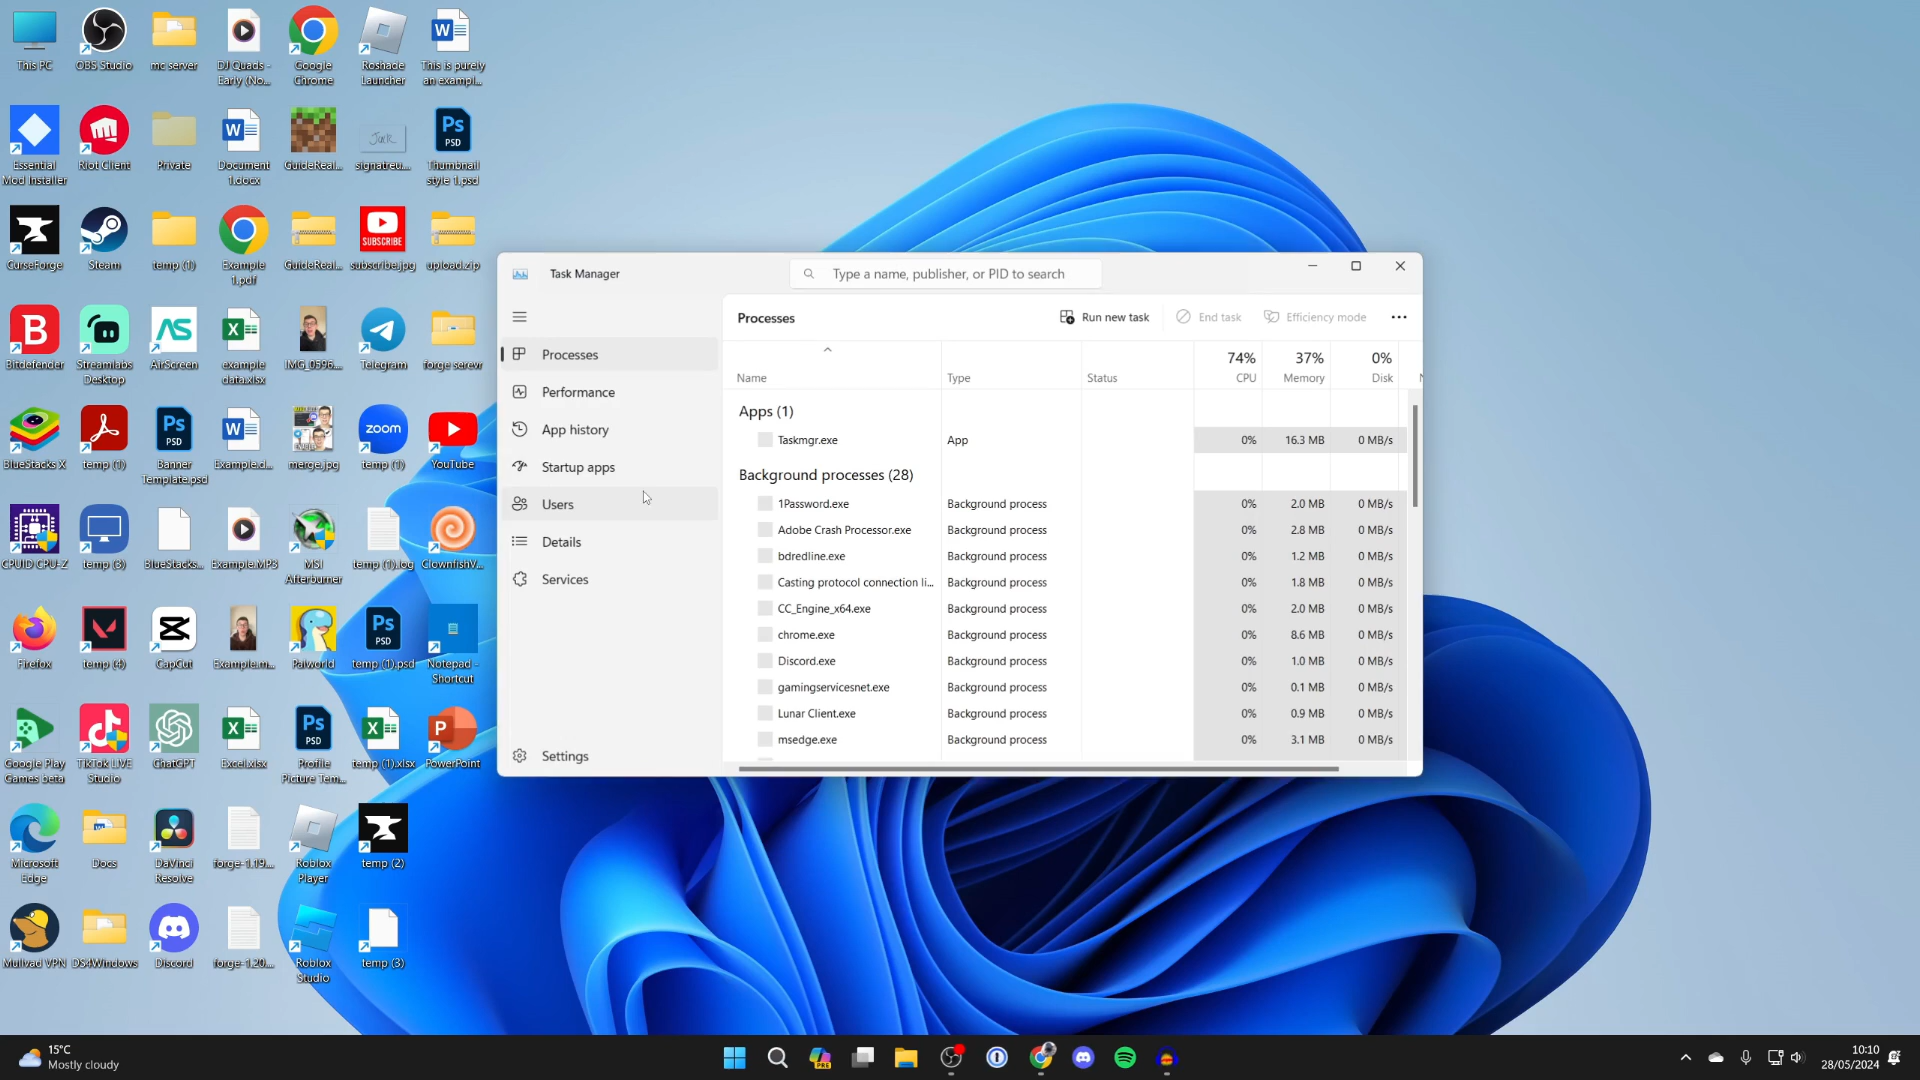 This PC
OBS Studio
mc server
DJ Quads -
Early (No...
Google
Chrome
Roshade
Launcher
This is purely
an exampl...
Essential
Mod Installer
Riot Client
Private
Document
1.docx
GuideReal...
signatreu...
Thumbnail
style 1.psd
CurseForge
Steam
temp (1)
Example
1.pdf
GuideReal...
SUBSCRIBE
subscribe.jpg
upload.zip
Bitdefender
Streamlabs
Desktop
AirScreen
example
data.xlsx
IMG_0596...
Telegram
forge serevr
BlueStacks X
temp (1)
Banner
Template.psd
Example.d...
merge.jpg
zoom
temp (1)
YouTube
CPUID CPU-Z
temp (3)
BlueStacks...
Example.MP3
MSI
Afterburner
temp (1).log
ClownfishV...
Firefox
temp (4)
CapCut
Example.m...
Palworld
temp (1).psd
Notepad -
Shortcut
Google Play
Games beta
TikTok LIVE
Studio
ChatGPT
Excel.xlsx
Profile
Picture Tem...
temp (1).xlsx
PowerPoint
Microsoft
Edge
Docs
DaVinci
Resolve
forge-1.19...
Roblox
Player
temp (2)
Mullvad VPN
DS4Windows
Discord
forge-1.20...
Roblox
Studio
temp (3)
Task Manager
Type a name, publisher, or PID to search
Processes
Performance
App history
Startup apps
Users
Details
Services
Settings
Processes
Run new task
End task
Efficiency mode
74% 37% 0%
Name Type Status CPU Memory Disk
Apps (1)
Taskmgr.exe App 0% 16.3 MB 0 MB/s
Background processes (28)
1Password.exe Background process 0% 2.0 MB 0 MB/s
Adobe Crash Processor.exe Background process 0% 2.8 MB 0 MB/s
bdredline.exe Background process 0% 1.2 MB 0 MB/s
Casting protocol connection li... Background process 0% 1.8 MB 0 MB/s
CC_Engine_x64.exe Background process 0% 2.0 MB 0 MB/s
chrome.exe Background process 0% 8.6 MB 0 MB/s
Discord.exe Background process 0% 1.0 MB 0 MB/s
gamingservicesnet.exe Background process 0% 0.1 MB 0 MB/s
Lunar Client.exe Background process 0% 0.9 MB 0 MB/s
msedge.exe Background process 0% 3.1 MB 0 MB/s
15°C
Mostly cloudy
10:10
28/05/2024